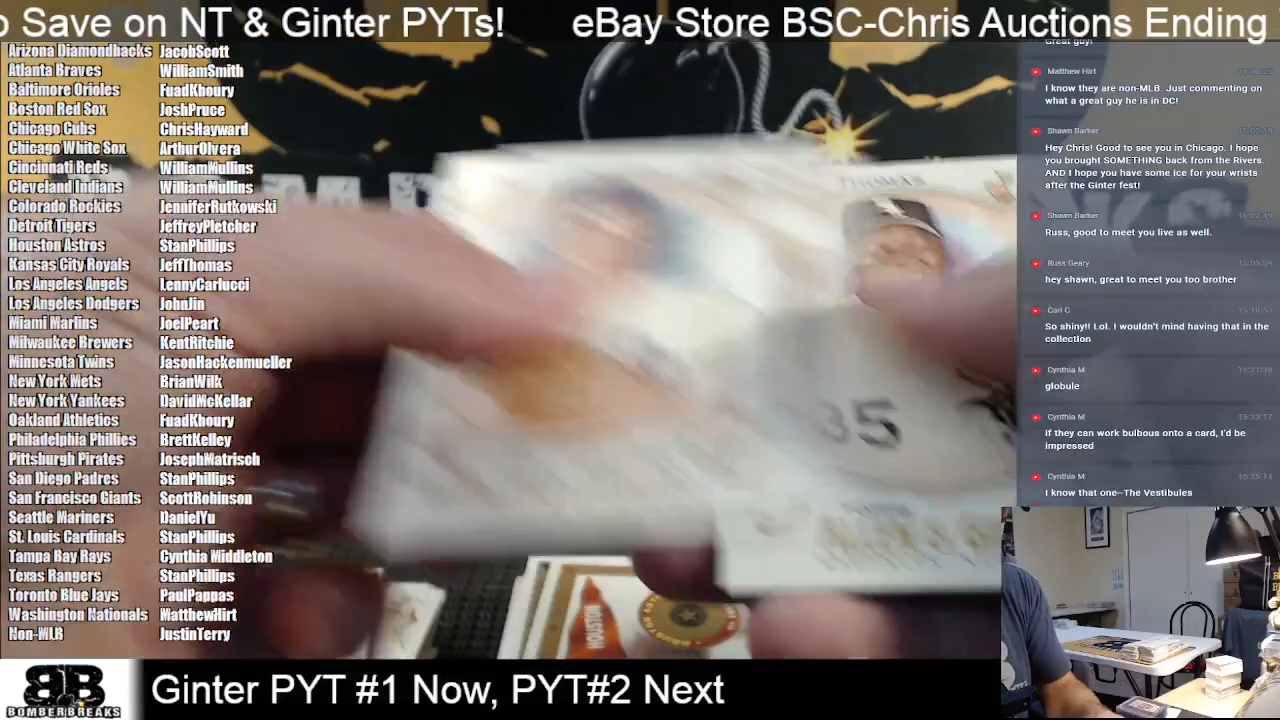 o Save on NT & Ginter PYTs! eBay Store BSC-Chris Auctions Ending
Arizona Diamondbacks JacobScott
Atlanta Braves WilliamSmith
Baltimore Orioles FuadKhoury
Boston Red Sox JoshPruce
Chicago Cubs ChrisHayward
Chicago White Sox ArthurOlvera
Cincinnati Reds WilliamMullins
Cleveland Indians WilliamMullins
Colorado Rockies JenniferRutkowski
Detroit Tigers JeffreyPletcher
Houston Astros StanPhillips
Kansas City Royals JeffThomas
Los Angeles Angels LennyCarlucci
Los Angeles Dodgers JohnJin
Miami Marlins JoelPeart
Milwaukee Brewers KentRitchie
Minnesota Twins JasonHackenmueller
New York Mets BrianWilk
New York Yankees DavidMcKellar
Oakland Athletics FuadKhoury
Philadelphia Phillies BrettKelley
Pittsburgh Pirates JosephMatrisch
San Diego Padres StanPhillips
San Francisco Giants ScottRobinson
Seattle Mariners DanielYu
St. Louis Cardinals StanPhillips
Tampa Bay Rays Cynthia Middleton
Texas Rangers StanPhillips
Toronto Blue Jays PaulPappas
Washington Nationals MatthewHirt
Non-MLB JustinTerry
THOMAS
35
HOUSTON
Great guy!
Matthew Hirt
I know they are non-MLB. Just commenting on
what a great guy he is in DC!
Shawn Barker
Hey Chris! Good to see you in Chicago. I hope
you brought SOMETHING back from the Rivers.
AND I hope you have some ice for your wrists
after the Ginter fest!
Shawn Barker
Russ, good to meet you live as well.
Russ Geary
hey shawn, great to meet you too brother
Carl C
So shiny!! Lol. I wouldn't mind having that in the
collection
Cynthia M
globule
Cynthia M
if they can work bulbous onto a card, I'd be
impressed
Cynthia M
I know that one—The Vestibules
BB
BOMBERBREAKS
Ginter PYT #1 Now, PYT#2 Next